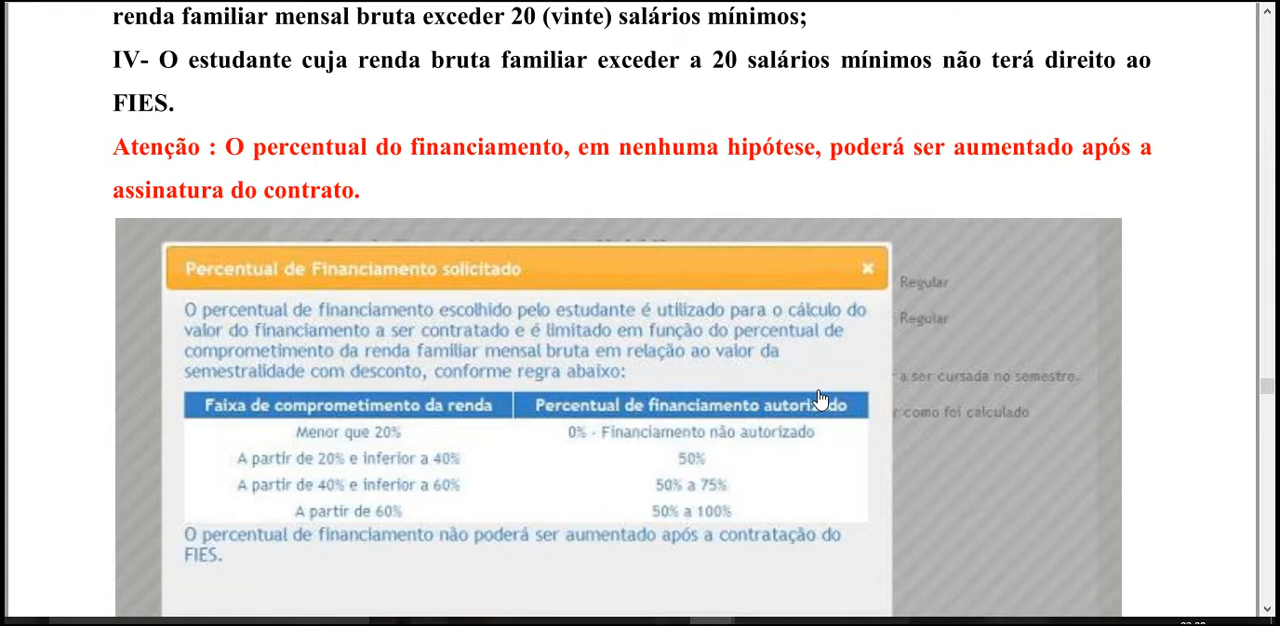 renda familiar mensal bruta exceder 20 (vinte) salários mínimos;
IV- O estudante cuja renda bruta familiar exceder a 20 salários mínimos não terá direito ao
FIES.
Atenção : O percentual do financiamento, em nenhuma hipótese, poderá ser aumentado após a
assinatura do contrato.
Percentual de Financiamento solicitado
O percentual de financiamento escolhido pelo estudante é utilizado para o cálculo do
valor do financiamento a ser contratado e é limitado em função do percentual de
comprometimento da renda familiar mensal bruta em relação ao valor da
semestralidade com desconto, conforme regra abaixo:
Faixa de comprometimento da renda Percentual de financiamento autorizado
Menor que 20% 0% - Financiamento não autorizado
A partir de 20% e inferior a 40% 50%
A partir de 40% e inferior a 60% 50% a 75%
A partir de 60% 50% a 100%
O percentual de financiamento não poderá ser aumentado após a contratação do
FIES.
Regular
Regular
a ser cursada no semestre.
r como foi calculado